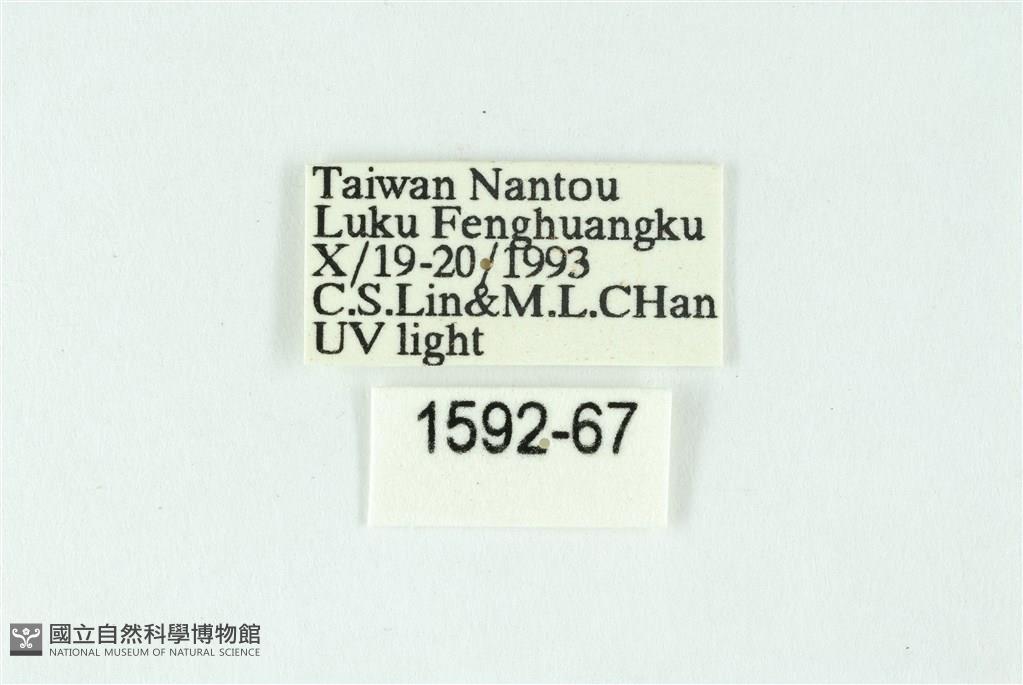 Taiwan Nantou
Luku Fenghuangku
X/19-20/1993
C.S.Lin&M.L.CHan
UV light
1592-67
國立自然科學博物館
NATIONAL MUSEUM OF NATURAL SCIENCE